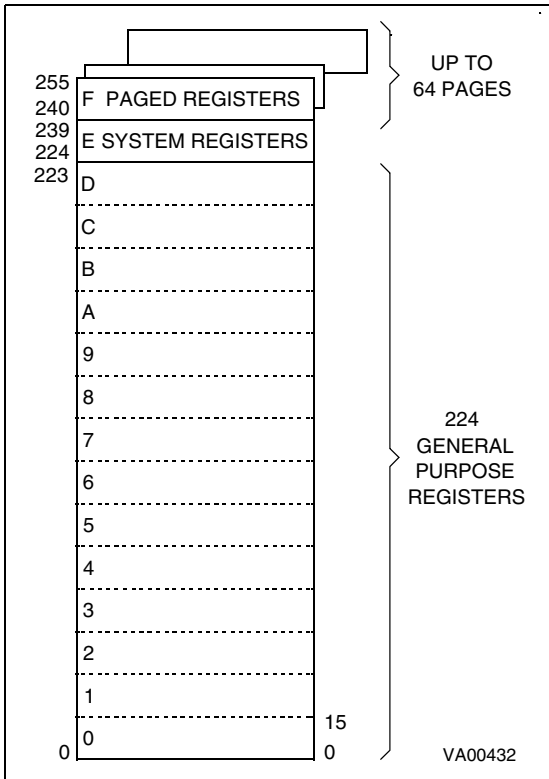 UP TO
64 PAGES
255
F PAGED REGISTERS
240
239
E SYSTEM REGISTERS
224
223
D
C
B
A
9
8
7
6
5
4
3
2
1
0
15
0
0
224
GENERAL
PURPOSE
REGISTERS
VA00432